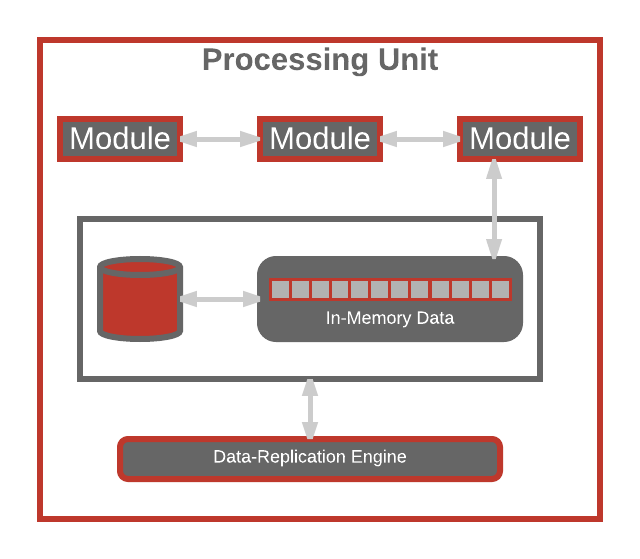 Processing Unit
Module
Module
Module
In-Memory Data
Data-Replication Engine